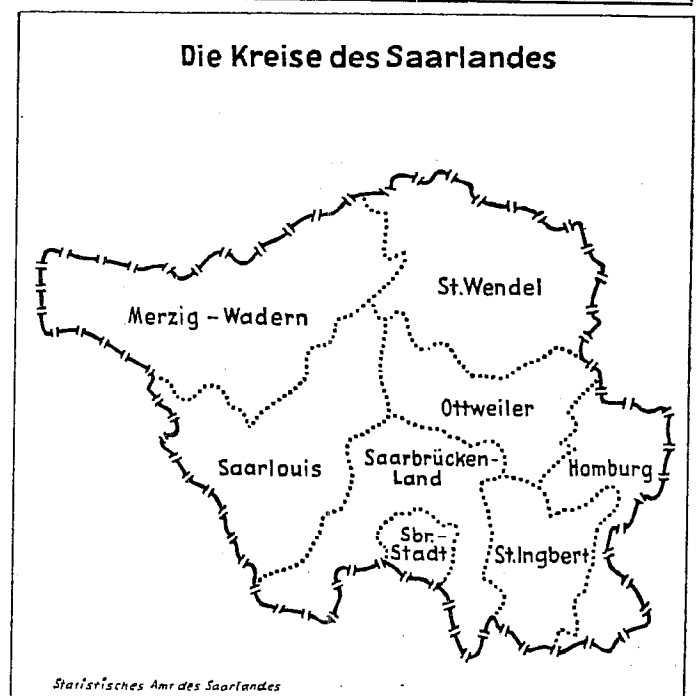 Die Kreise des Saarlandes
St.Wendel
Merzig - Wadern
Ottweiler
Saarbrücken-
Land
Saarlouis
Homburg
Sbr.-
Stadt
St.Ingbert
Statistisches Amt des Saarlandes